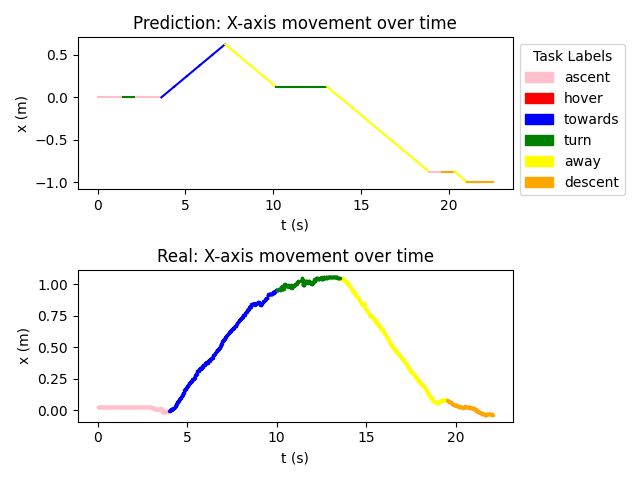 Prediction: X-axis movement over time
0.5
0.0
−0.5
−1.0
x (m)
0 5 10 15 20
t (s)
Task Labels
ascent
hover
towards
turn
away
descent
Real: X-axis movement over time
1.00
0.75
0.50
0.25
0.00
x (m)
0 5 10 15 20
t (s)